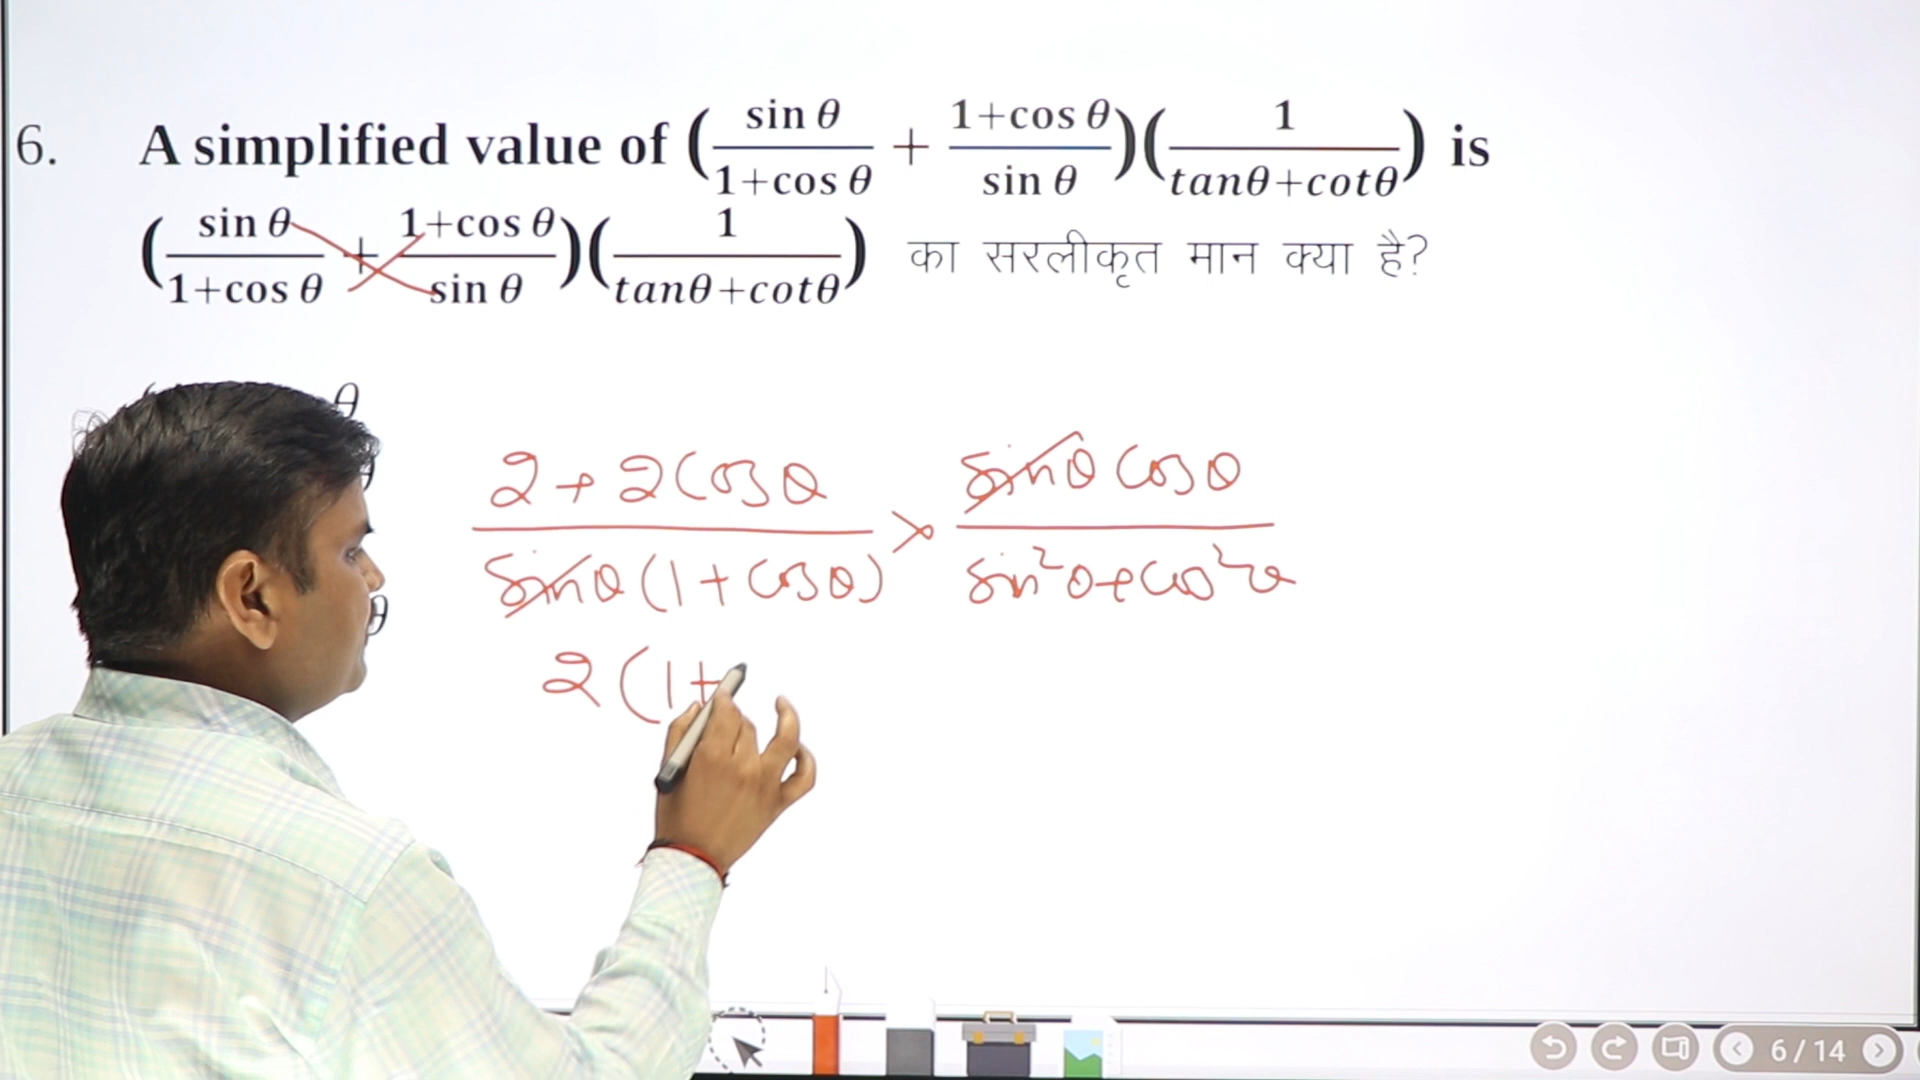 6. A simplified value of (sin θ/1+cos θ + 1+cos θ/sin θ)(1/tanθ+cotθ) is
(sin θ/1+cos θ + 1+cos θ/sin θ)(1/tanθ+cotθ) का सरलीकृत मान क्या है?
θ
θ
2+2cosθ/sinθ(1+cosθ) × sinθ cosθ/sin²θ+cos²θ
2(1+
6/14